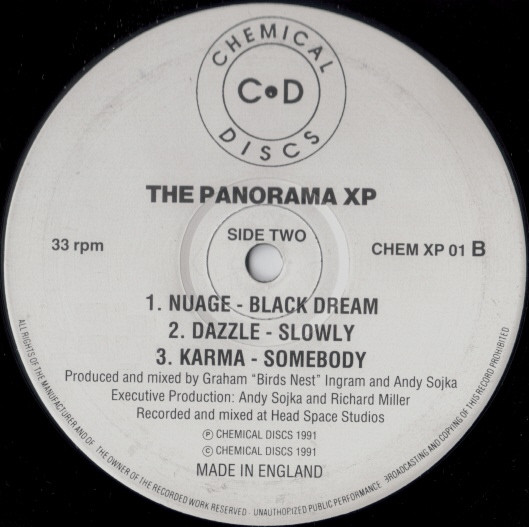 CHEMICAL
C•D
DISCS
THE PANORAMA XP
SIDE TWO
33 rpm
CHEM XP 01 B
1. NUAGE - BLACK DREAM
2. DAZZLE - SLOWLY
3. KARMA - SOMEBODY
Produced and mixed by Graham "Birds Nest" Ingram and Andy Sojka
Executive Production: Andy Sojka and Richard Miller
Recorded and mixed at Head Space Studios
℗ CHEMICAL DISCS 1991
© CHEMICAL DISCS 1991
MADE IN ENGLAND
ALL RIGHTS OF THE MANUFACTURER AND OF THE OWNER OF THE RECORDED WORK RESERVED - UNAUTHORIZED PUBLIC PERFORMANCE BROADCASTING AND COPYING OF THIS RECORD PROHIBITED